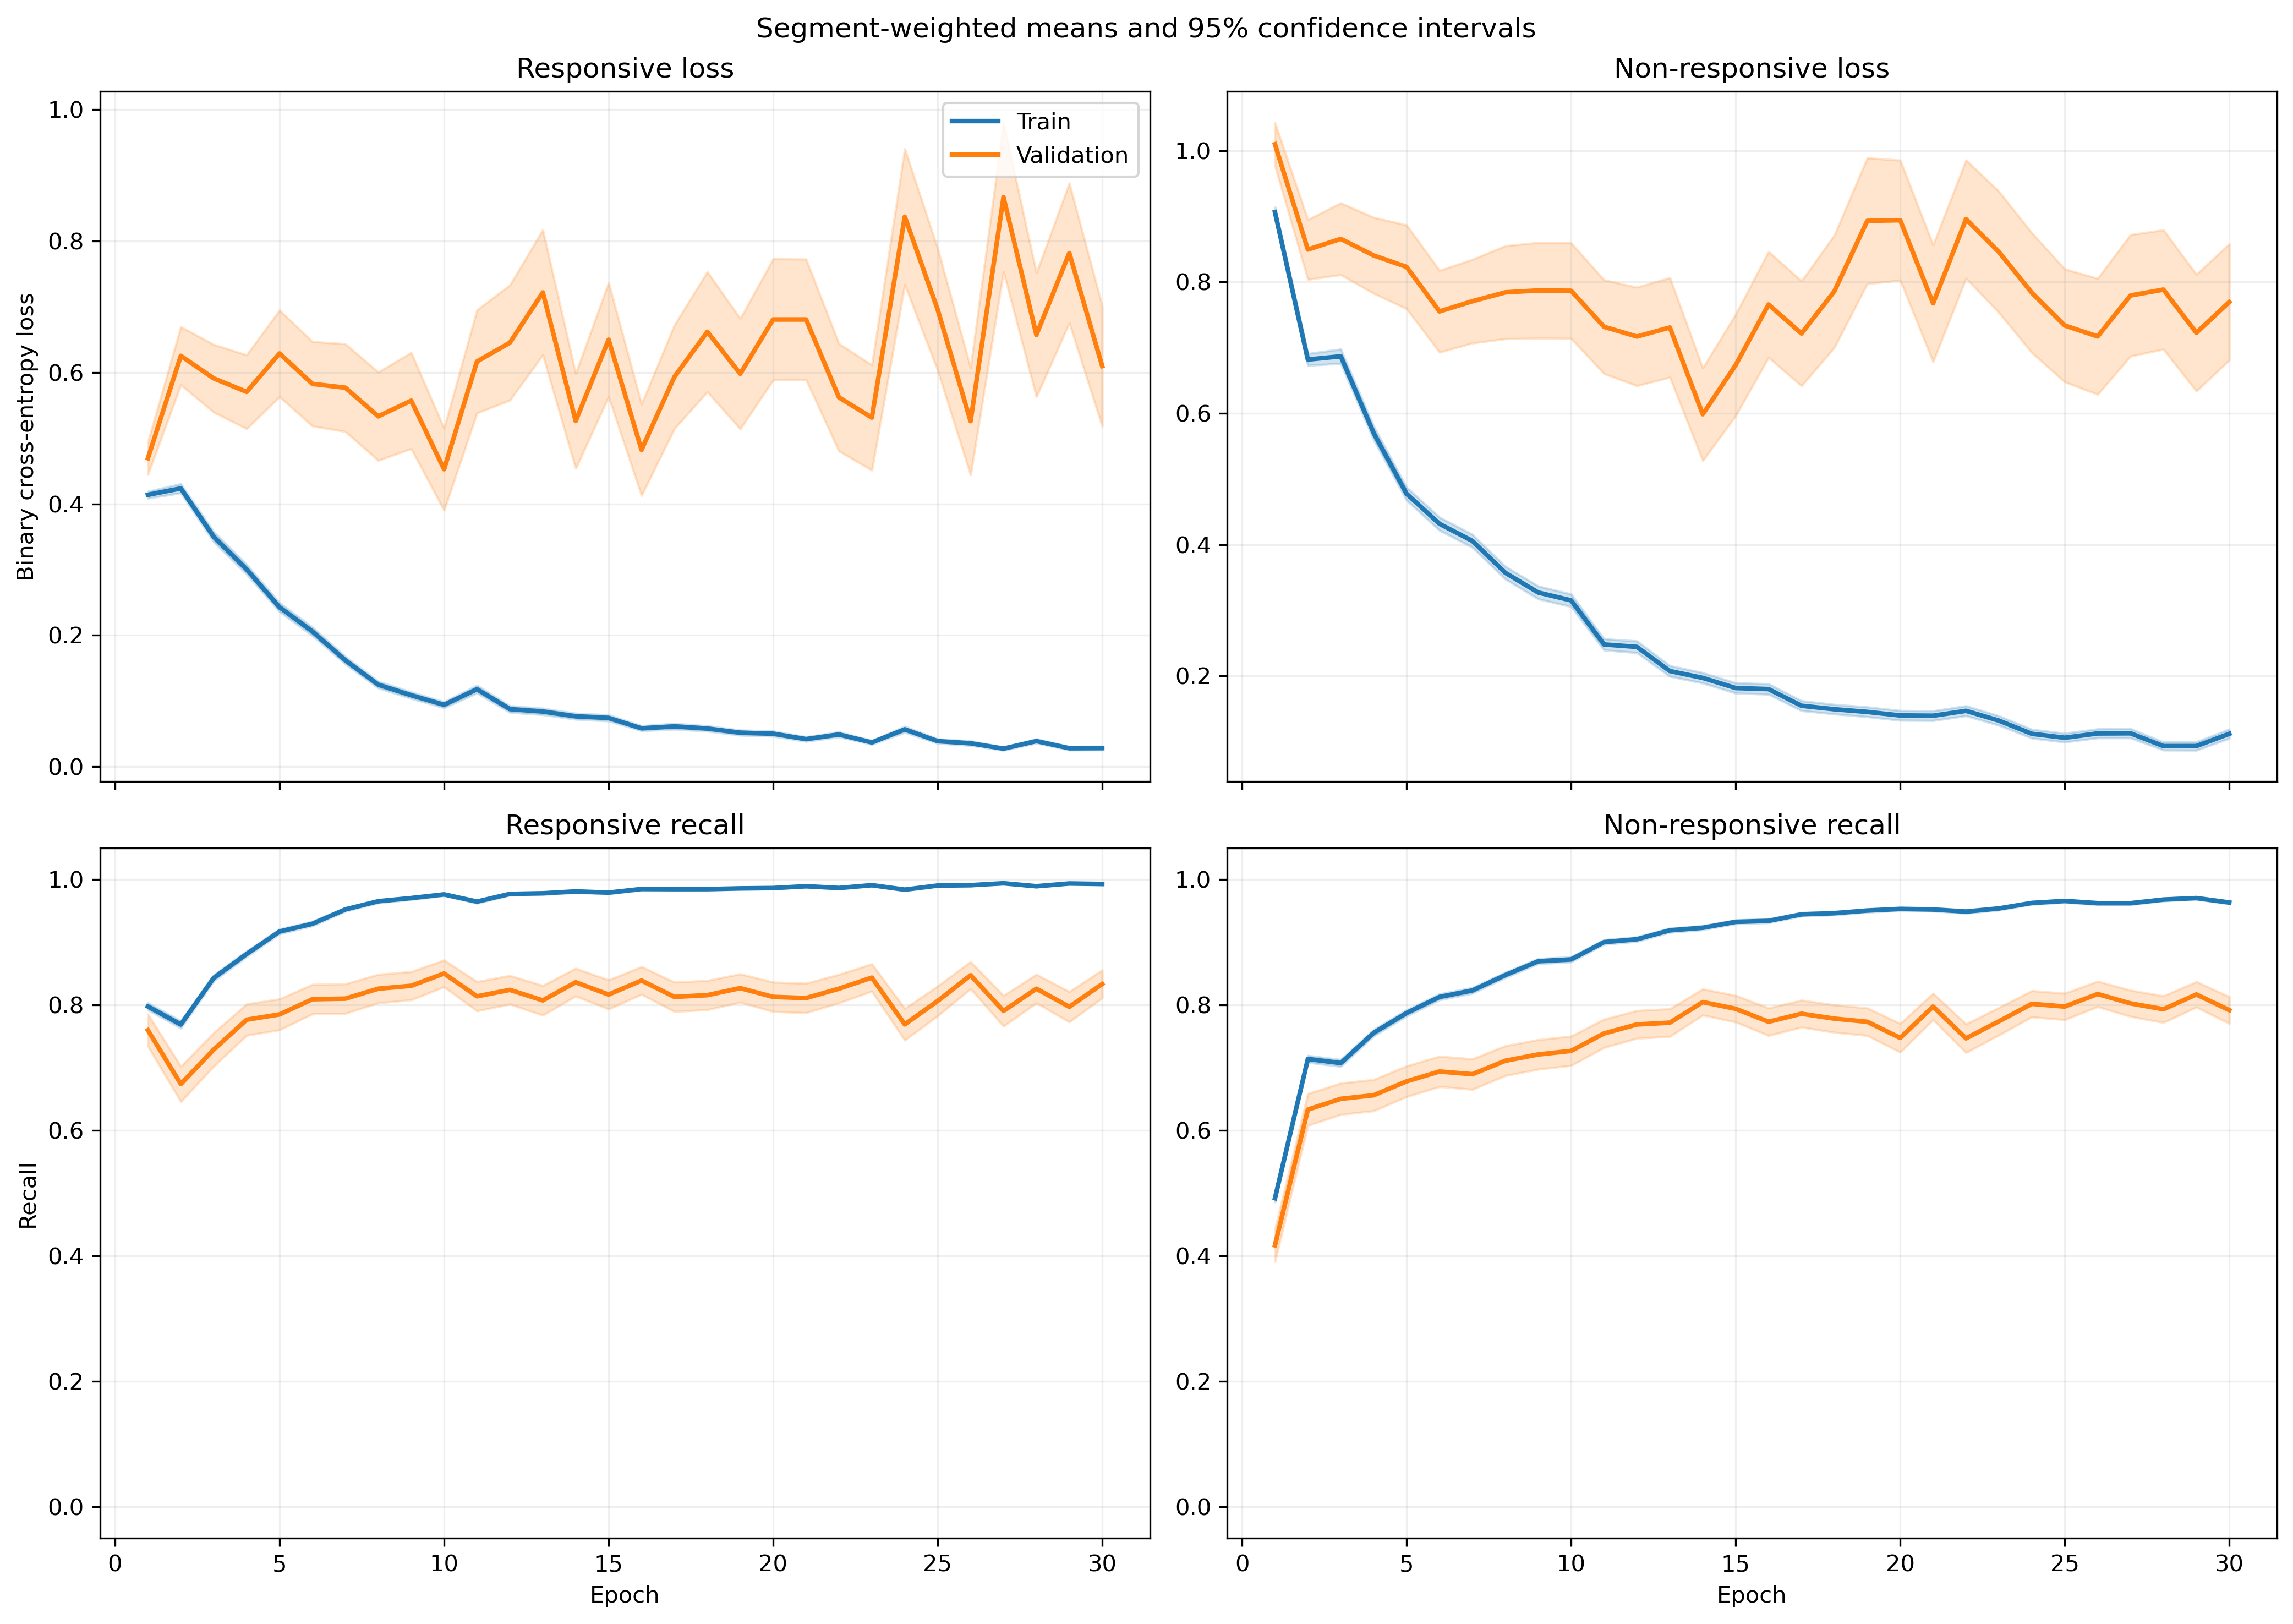 Segment-weighted means and 95% confidence intervals
Responsive loss
Non-responsive loss
Train
Validation
Binary cross-entropy loss
1.0
0.8
0.6
0.4
0.2
0.0
1.0
0.8
0.6
0.4
0.2
Responsive recall
Non-responsive recall
Recall
1.0
0.8
0.6
0.4
0.2
0.0
0 5 10 15 20 25 30
Epoch
1.0
0.8
0.6
0.4
0.2
0.0
0 5 10 15 20 25 30
Epoch